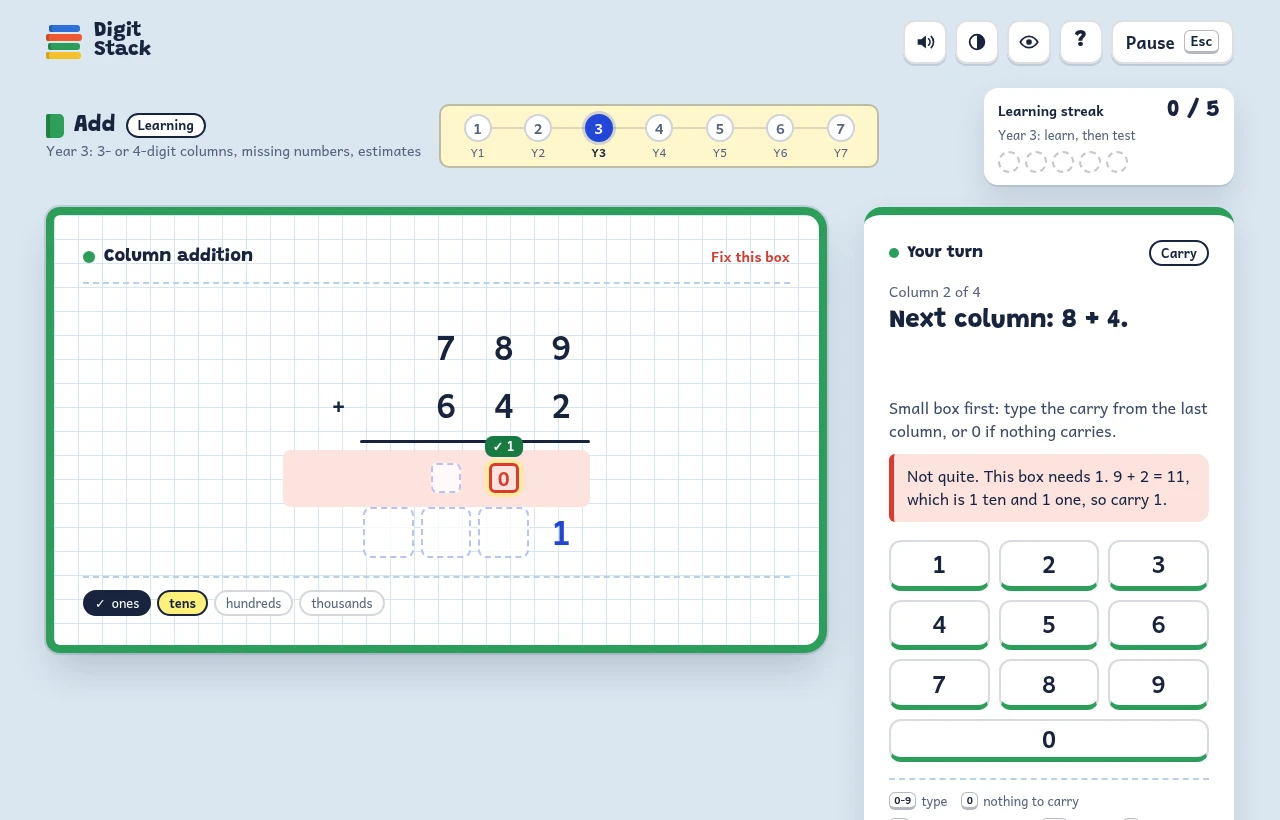 Digit
Stack
?
Pause Esc
Add Learning
Year 3: 3- or 4-digit columns, missing numbers, estimates
1 2 3 4 5 6 7
Y1 Y2 Y3 Y4 Y5 Y6 Y7
Learning streak 0 / 5
Year 3: learn, then test
Column addition Fix this box
7 8 9
+ 6 4 2
✓ 1
0
1
✓ ones tens hundreds thousands
Your turn Carry
Column 2 of 4
Next column: 8 + 4.
Small box first: type the carry from the last
column, or 0 if nothing carries.
Not quite. This box needs 1. 9 + 2 = 11,
which is 1 ten and 1 one, so carry 1.
1 2 3
4 5 6
7 8 9
0
0-9 type 0 nothing to carry